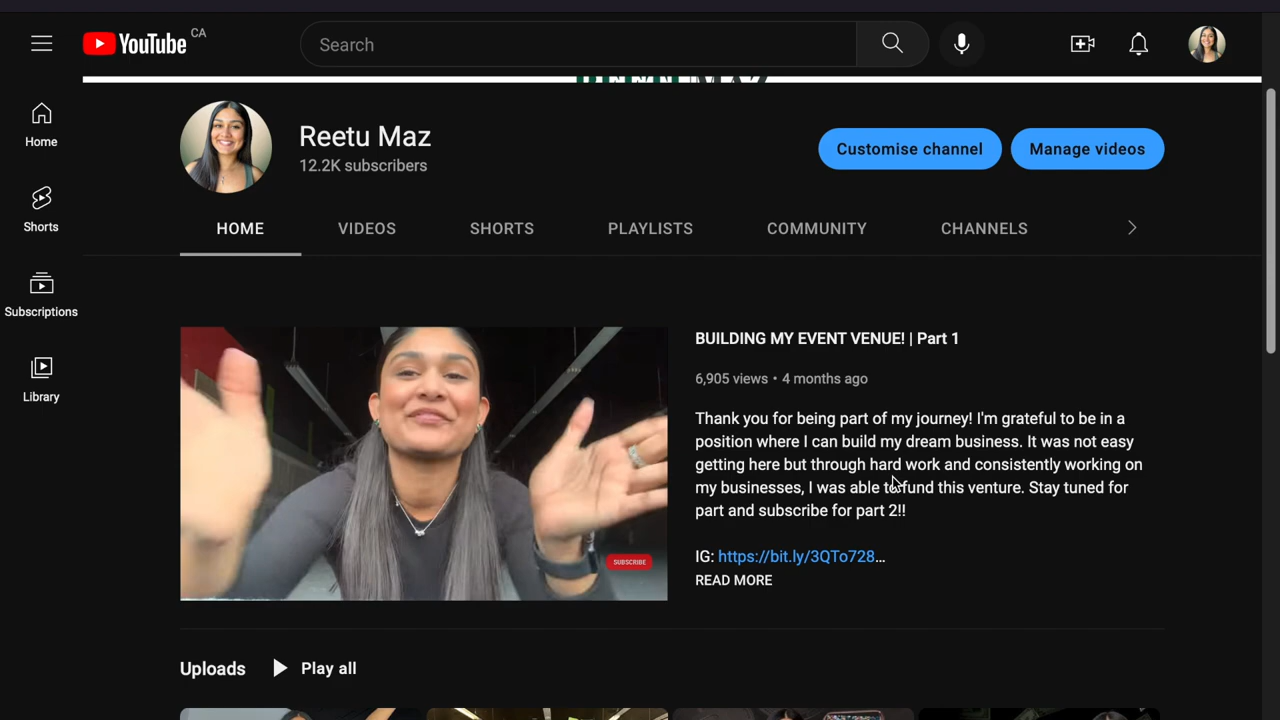 YouTube CA
Search
Home
Shorts
Subscriptions
Library
Reetu Maz
12.2K subscribers
Customise channel
Manage videos
HOME
VIDEOS
SHORTS
PLAYLISTS
COMMUNITY
CHANNELS
SUBSCRIBE
BUILDING MY EVENT VENUE! | Part 1
6,905 views • 4 months ago
Thank you for being part of my journey! I'm grateful to be in a
position where I can build my dream business. It was not easy
getting here but through hard work and consistently working on
my businesses, I was able to fund this venture. Stay tuned for
part and subscribe for part 2!!
IG: https://bit.ly/3QTo728...
READ MORE
Uploads
Play all